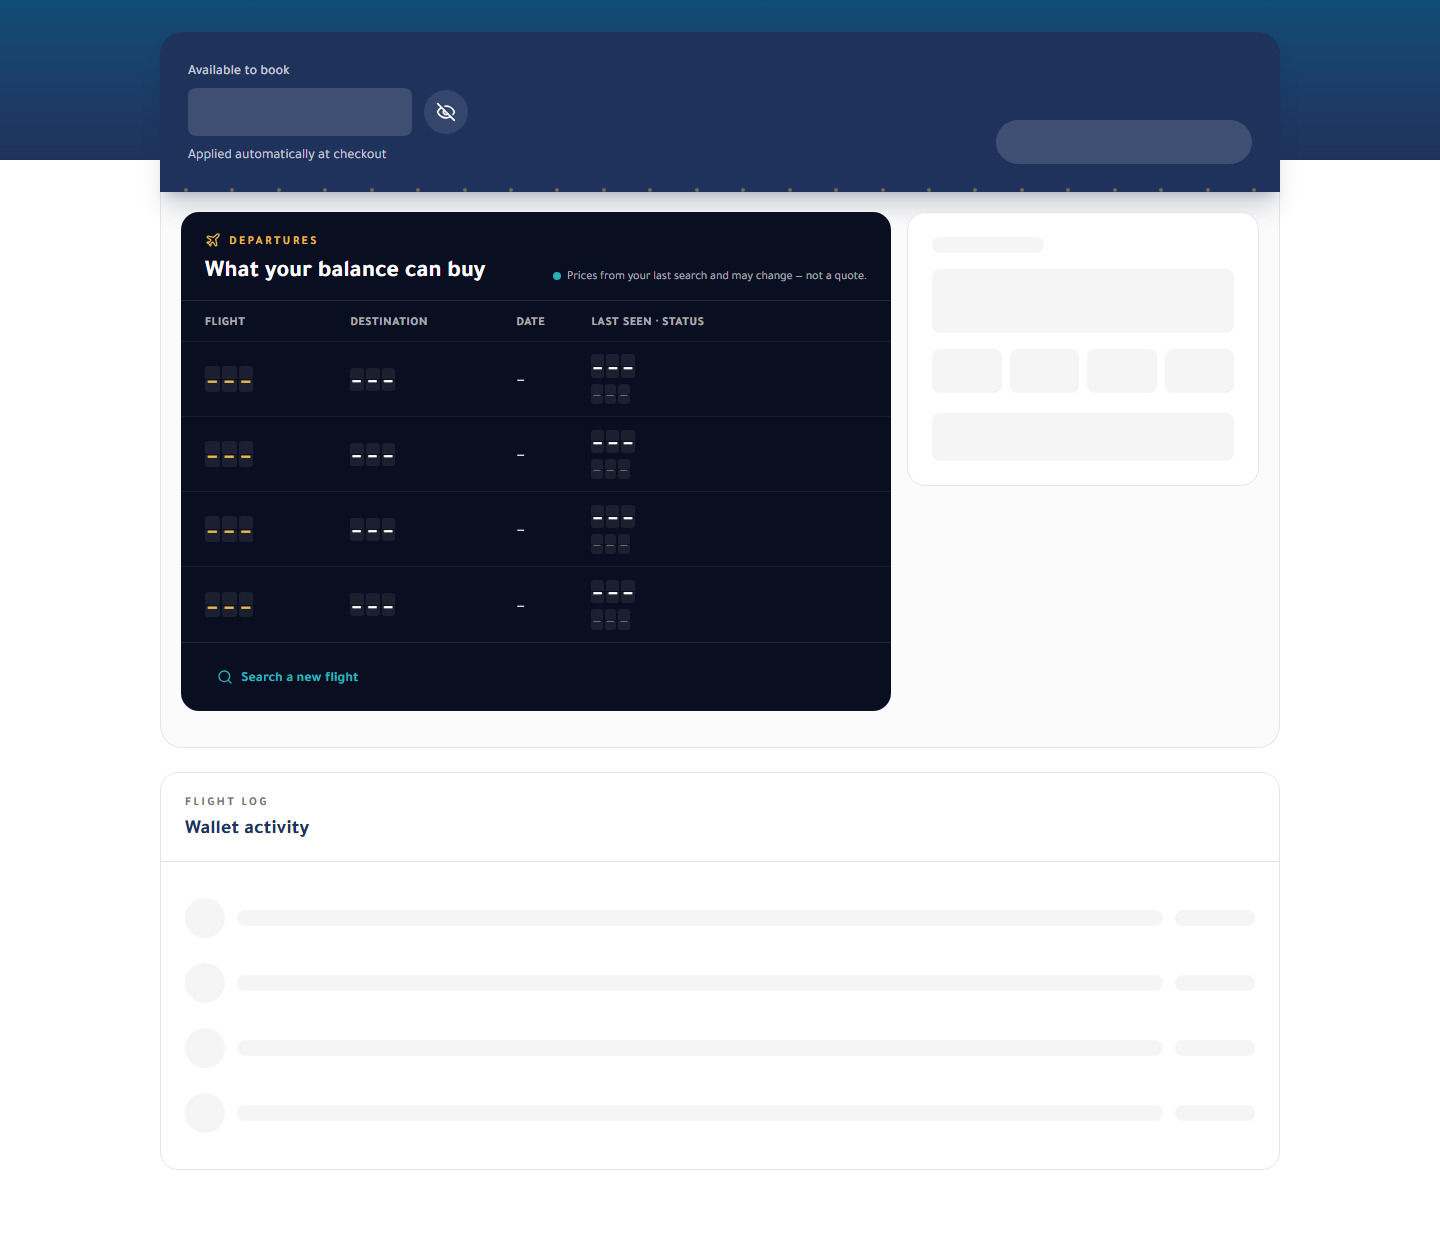 Available to book
Applied automatically at checkout
DEPARTURES
What your balance can buy
Prices from your last search and may change – not a quote.
FLIGHT DESTINATION DATE LAST SEEN · STATUS
– – – – – – – – – –
– – –
– – – – – – – – – –
– – –
– – – – – – – – – –
– – –
– – – – – – – – – –
– – –
Search a new flight
FLIGHT LOG
Wallet activity